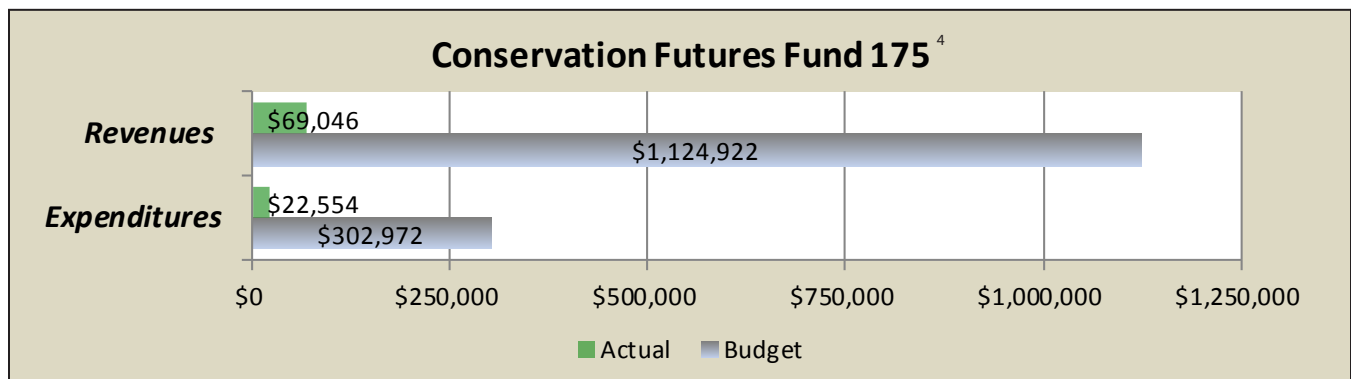 Conservation Futures Fund 175 4
Revenues
$69,046
$1,124,922
Expenditures
$22,554
$302,972
$0 $250,000 $500,000 $750,000 $1,000,000 $1,250,000
Actual Budget